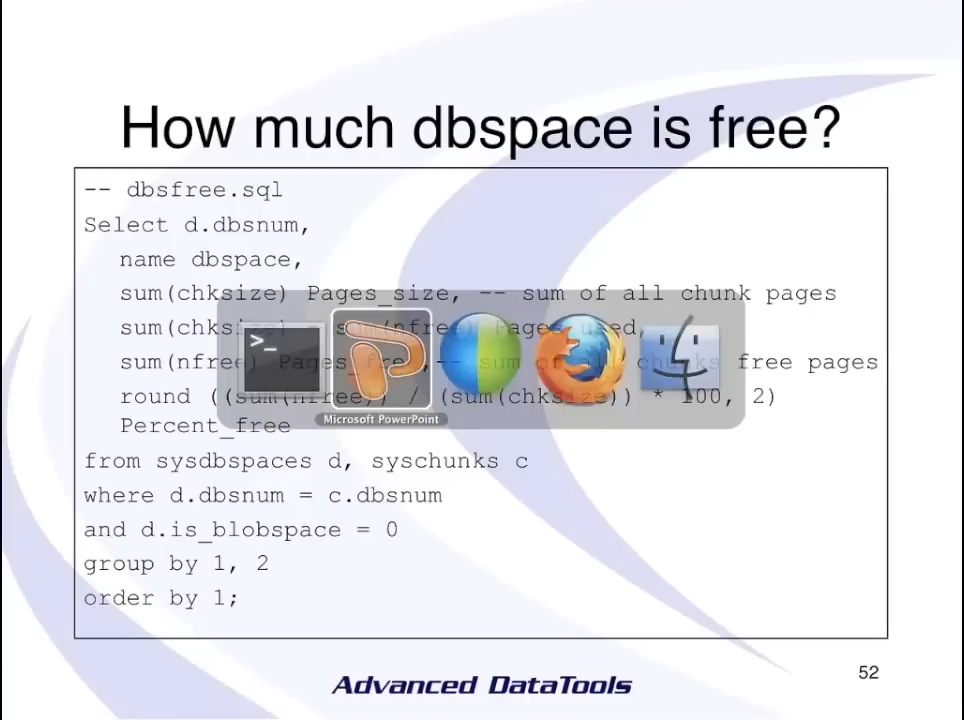 How much dbspace is free?
-- dbsfree.sql
Select d.dbsnum,
name dbspace,
sum(chksize) Pages_size, -- sum of all chunk pages
sum(chksize) - sum(nfree) Pages_used,
sum(nfree) Pages_free, -- sum of all chunks free pages
round ((sum(nfree)) / (sum(chksize)) * 100, 2)
Percent_free
from sysdbspaces d, syschunks c
where d.dbsnum = c.dbsnum
and d.is_blobspace = 0
group by 1, 2
order by 1;
>_
Microsoft PowerPoint
Advanced DataTools
52